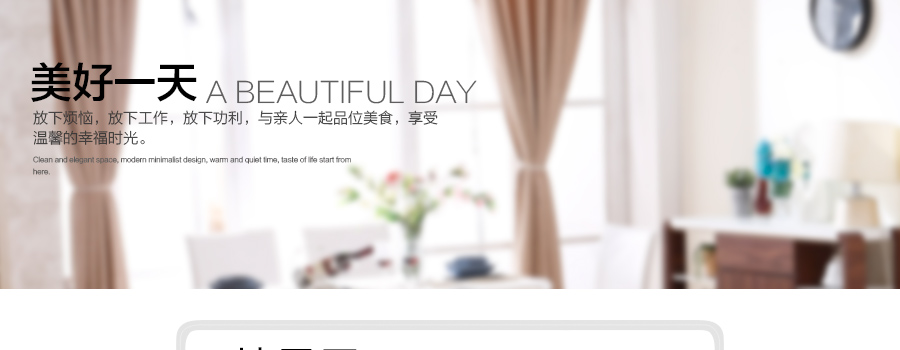 美好一天 A BEAUTIFUL DAY
放下烦恼，放下工作，放下功利，与亲人一起品位美食，享受
温馨的幸福时光。
Clean and elegant space, modern minimalist design, warm and quiet time, taste of life start from
here.